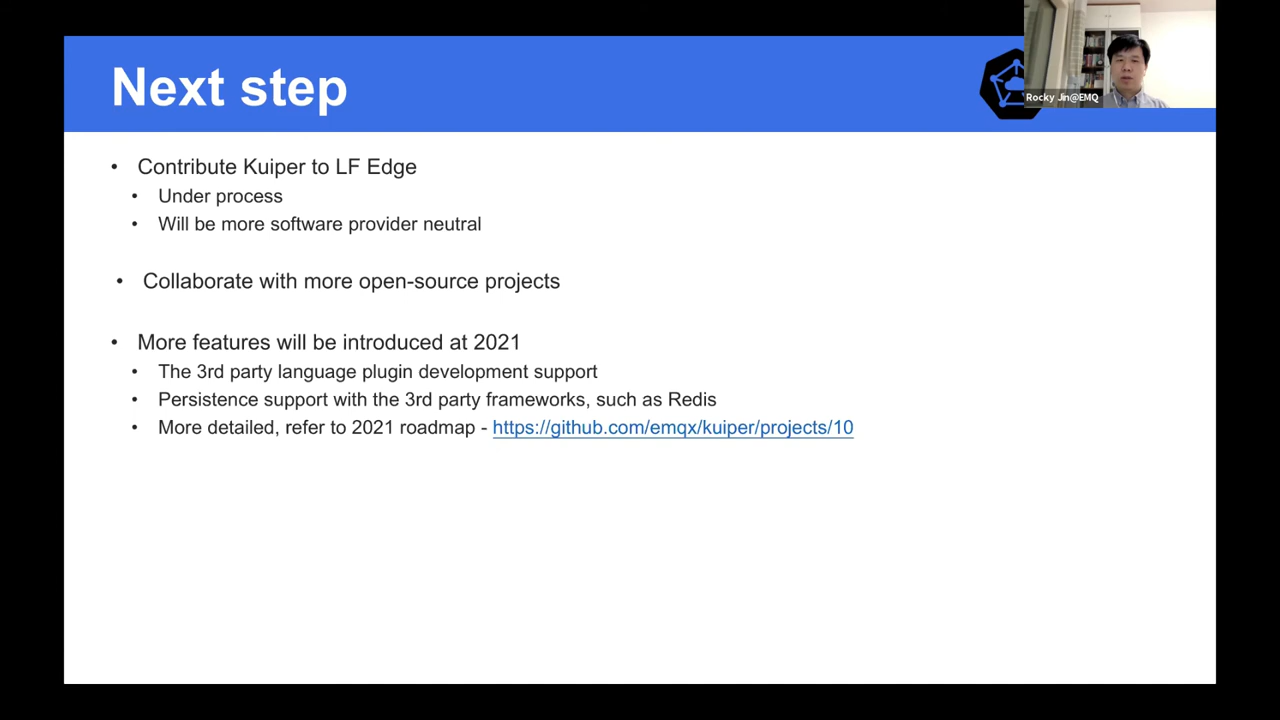 Next step
Rocky Jin@EMQ
• Contribute Kuiper to LF Edge
• Under process
• Will be more software provider neutral
• Collaborate with more open-source projects
• More features will be introduced at 2021
• The 3rd party language plugin development support
• Persistence support with the 3rd party frameworks, such as Redis
• More detailed, refer to 2021 roadmap - https://github.com/emqx/kuiper/projects/10